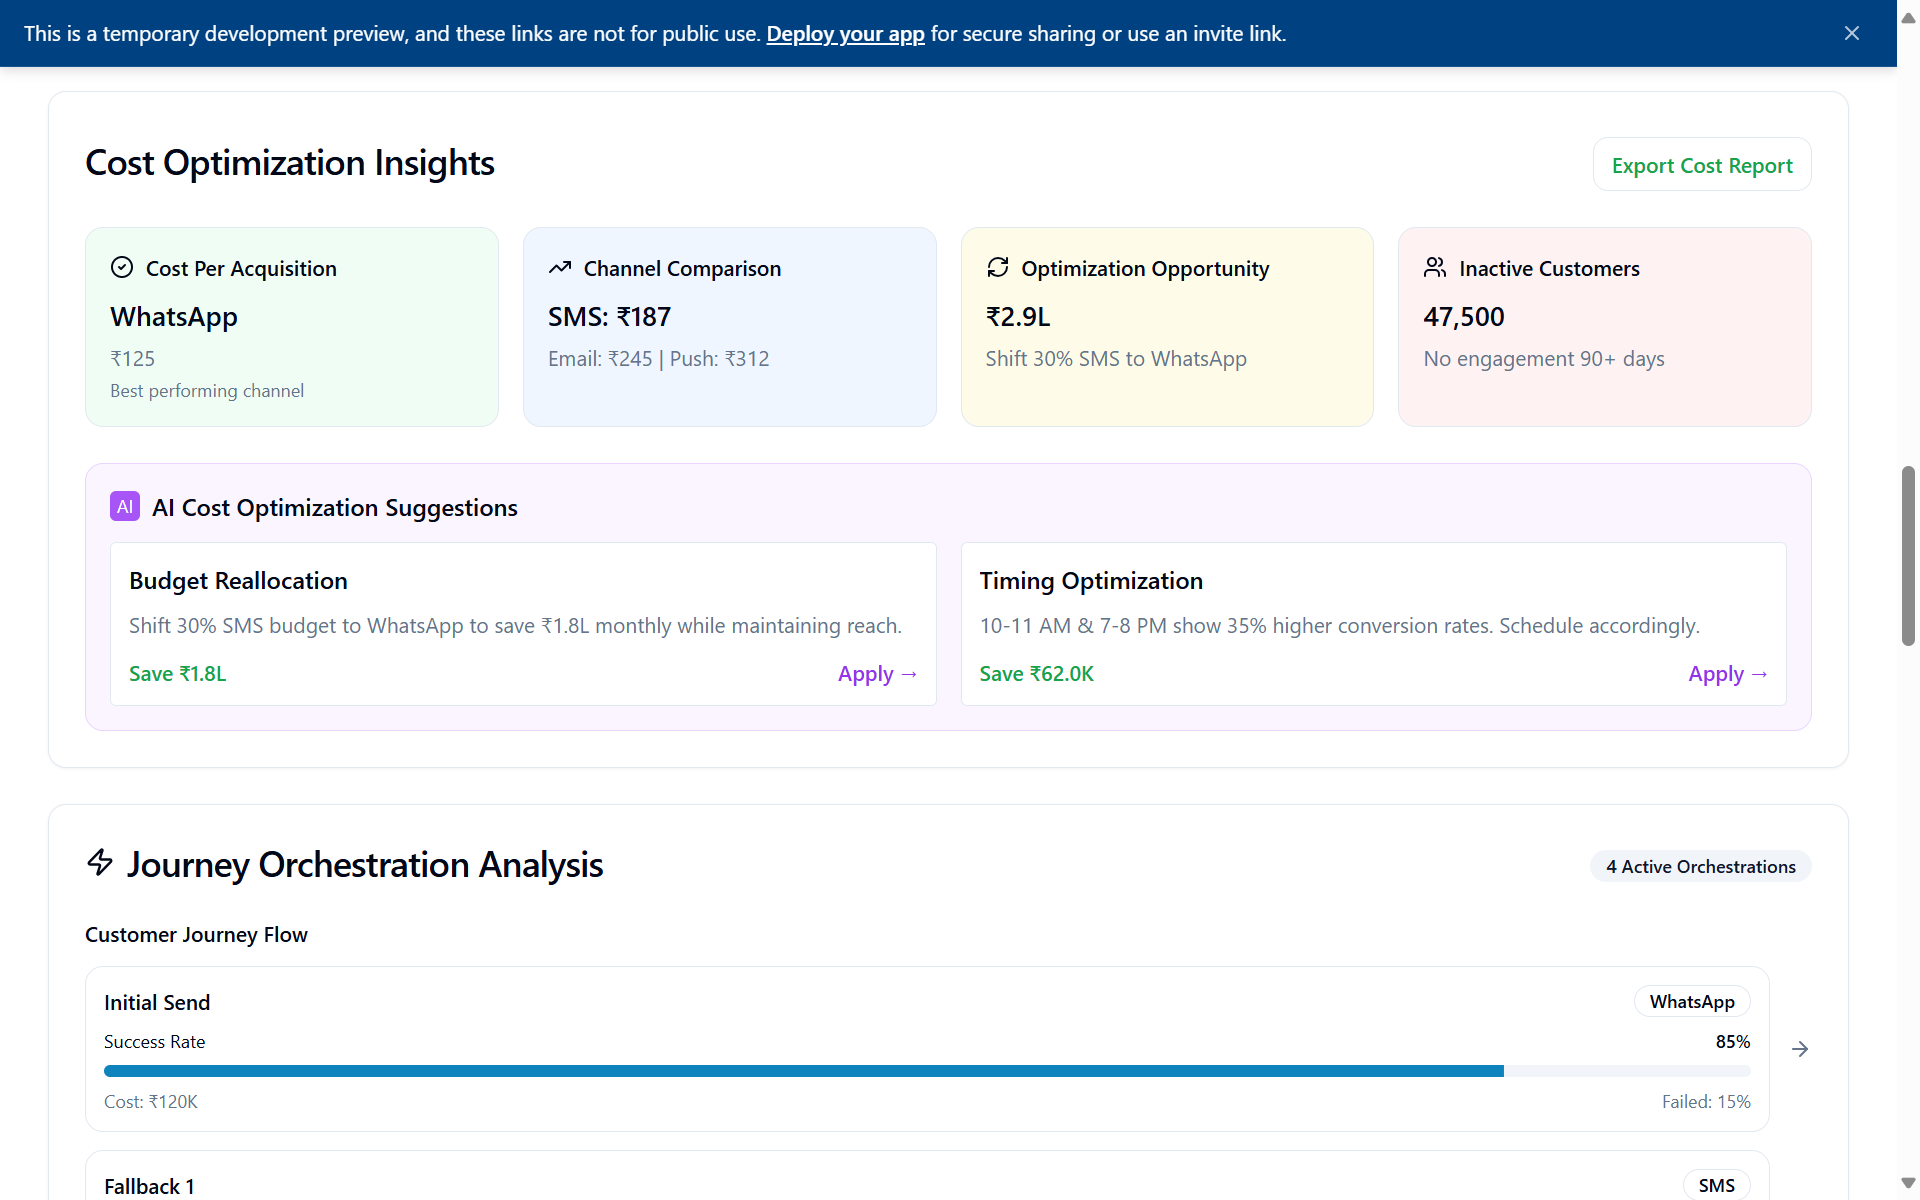 This is a temporary development preview, and these links are not for public use. Deploy your app for secure sharing or use an invite link.
Cost Optimization Insights
Export Cost Report
Cost Per Acquisition
WhatsApp
₹125
Best performing channel
Channel Comparison
SMS: ₹187
Email: ₹245 | Push: ₹312
Optimization Opportunity
₹2.9L
Shift 30% SMS to WhatsApp
Inactive Customers
47,500
No engagement 90+ days
AI AI Cost Optimization Suggestions
Budget Reallocation
Shift 30% SMS budget to WhatsApp to save ₹1.8L monthly while maintaining reach.
Save ₹1.8L
Apply →
Timing Optimization
10-11 AM & 7-8 PM show 35% higher conversion rates. Schedule accordingly.
Save ₹62.0K
Apply →
Journey Orchestration Analysis
4 Active Orchestrations
Customer Journey Flow
Initial Send
WhatsApp
Success Rate
85%
Cost: ₹120K
Failed: 15%
Fallback 1
SMS